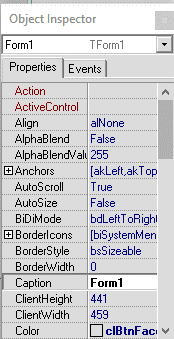 Object Inspector
Form1 TForm1
Properties Events
Action
ActiveControl
Align alNone
AlphaBlend False
AlphaBlendValu 255
Anchors [akLeft,akTop
AutoScroll True
AutoSize False
BiDiMode bdLeftToRight
BorderIcons [biSystemMen
BorderStyle bsSizeable
BorderWidth 0
Caption Form1
ClientHeight 441
ClientWidth 459
Color clBtnFace